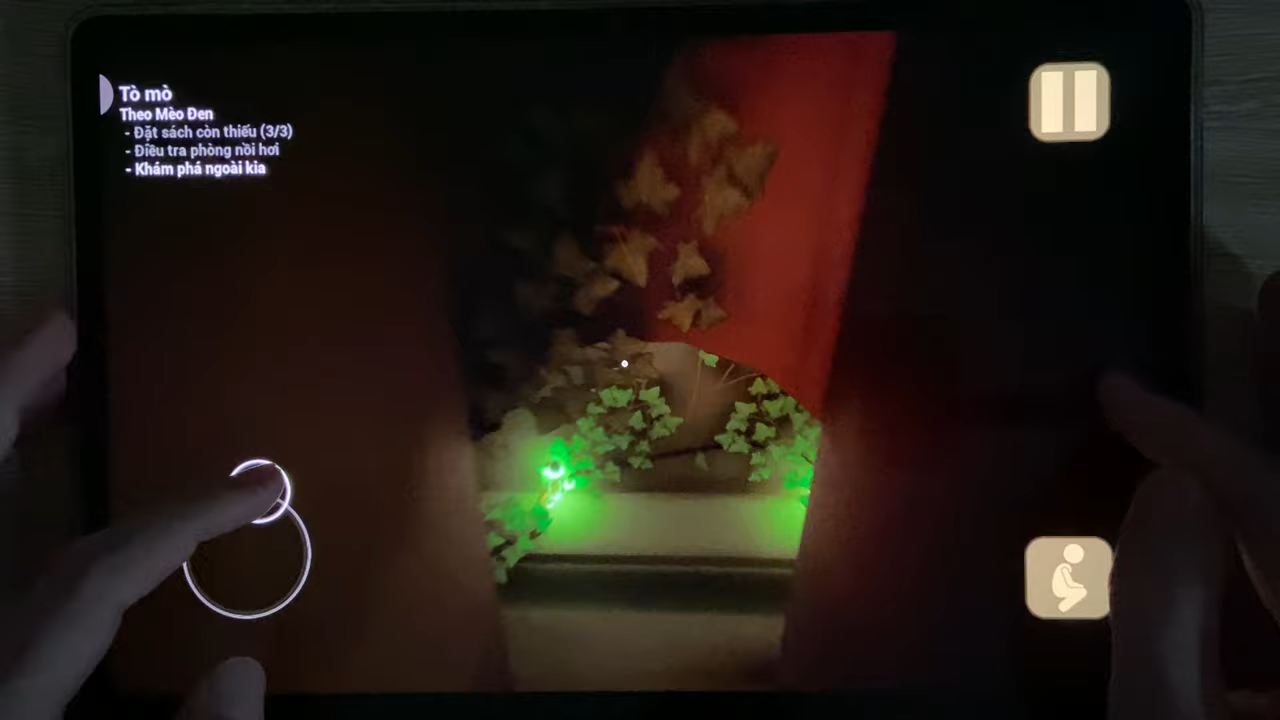 Tò mò
Theo Mèo Đen
- Đặt sách còn thiếu (3/3)
- Điều tra phòng nồi hơi
- Khám phá ngoài kia